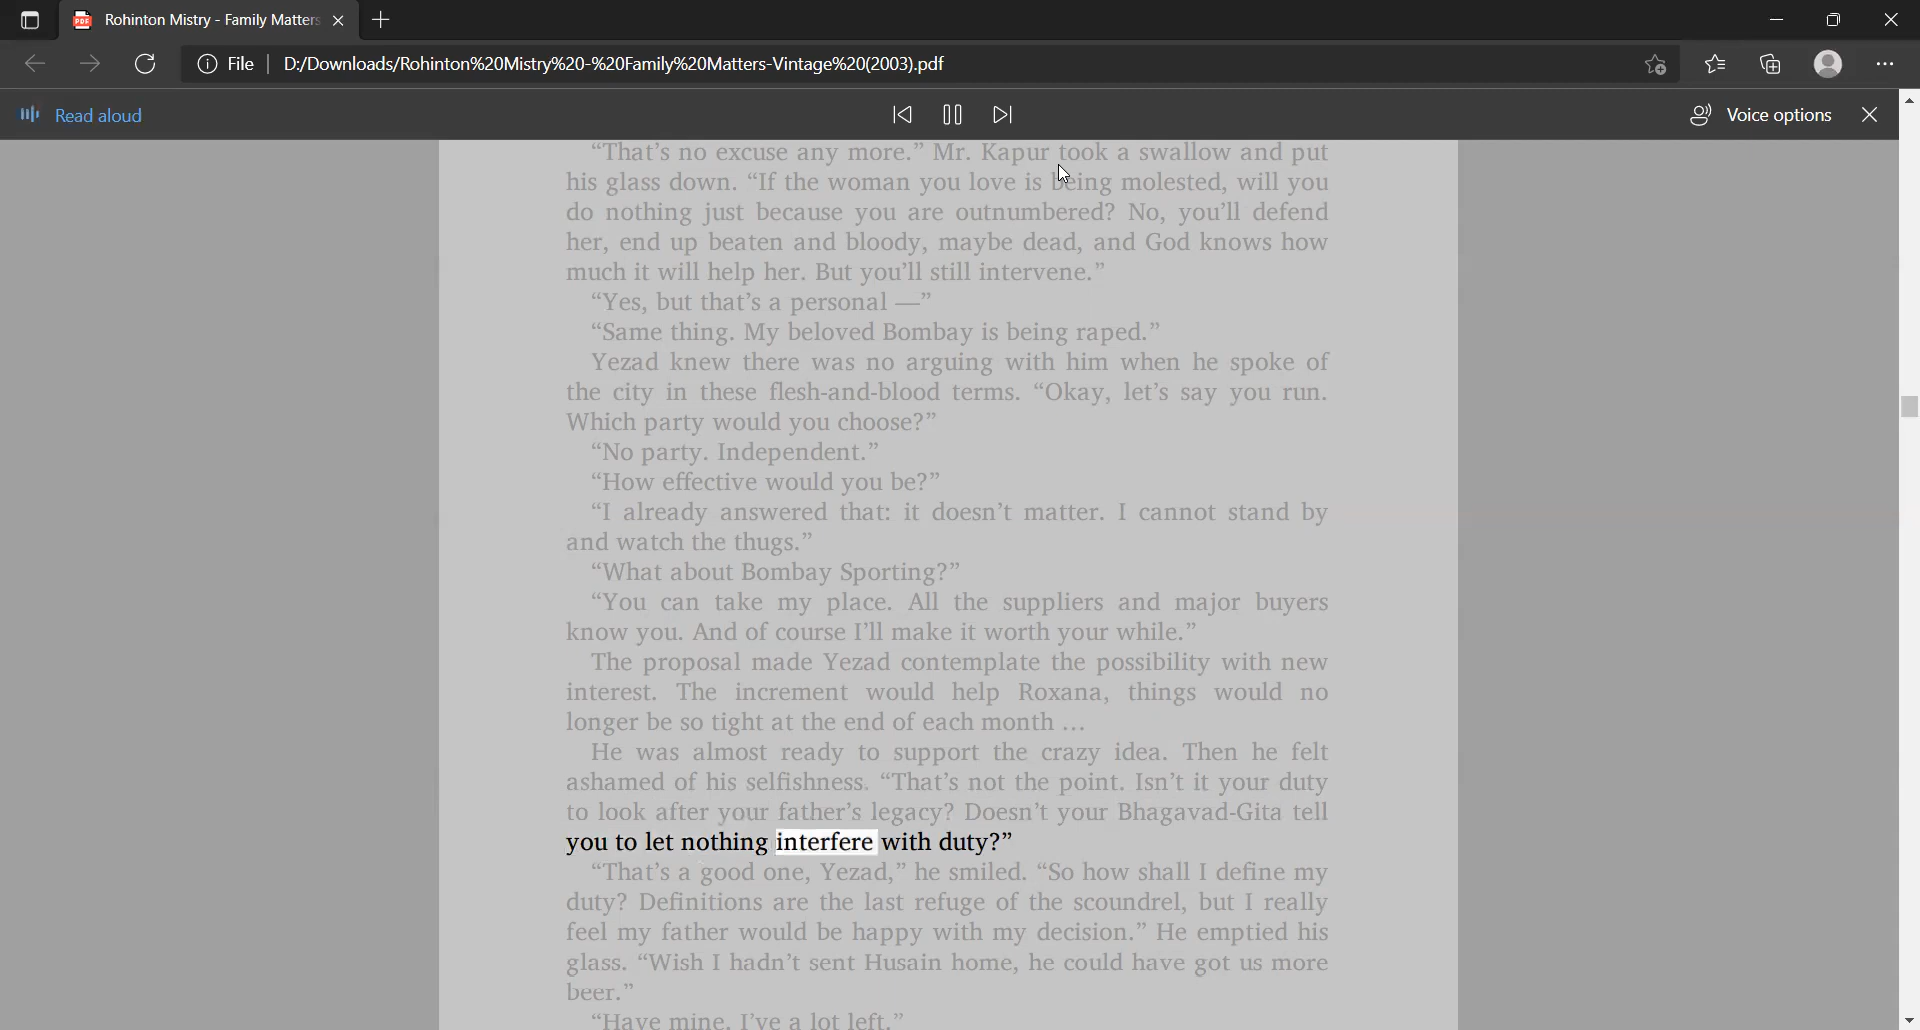 Rohinton Mistry - Family Matters
File
D:/Downloads/Rohinton%20Mistry%20-%20Family%20Matters-Vintage%20(2003).pdf
Read aloud
Voice options
“That’s no excuse any more.” Mr. Kapur took a swallow and put
his glass down. “If the woman you love is being molested, will you
do nothing just because you are outnumbered? No, you’ll defend
her, end up beaten and bloody, maybe dead, and God knows how
much it will help her. But you’ll still intervene.”
“Yes, but that’s a personal —”
“Same thing. My beloved Bombay is being raped.”
Yezad knew there was no arguing with him when he spoke of
the city in these flesh-and-blood terms. “Okay, let’s say you run.
Which party would you choose?”
“No party. Independent.”
“How effective would you be?”
“I already answered that: it doesn’t matter. I cannot stand by
and watch the thugs.”
“What about Bombay Sporting?”
“You can take my place. All the suppliers and major buyers
know you. And of course I’ll make it worth your while.”
The proposal made Yezad contemplate the possibility with new
interest. The increment would help Roxana, things would no
longer be so tight at the end of each month …
He was almost ready to support the crazy idea. Then he felt
ashamed of his selfishness. “That’s not the point. Isn’t it your duty
to look after your father’s legacy? Doesn’t your Bhagavad-Gita tell
you to let nothing interfere with duty?”
“That’s a good one, Yezad,” he smiled. “So how shall I define my
duty? Definitions are the last refuge of the scoundrel, but I really
feel my father would be happy with my decision.” He emptied his
glass. “Wish I hadn’t sent Husain home, he could have got us more
beer.”
“Have mine. I’ve a lot left.”